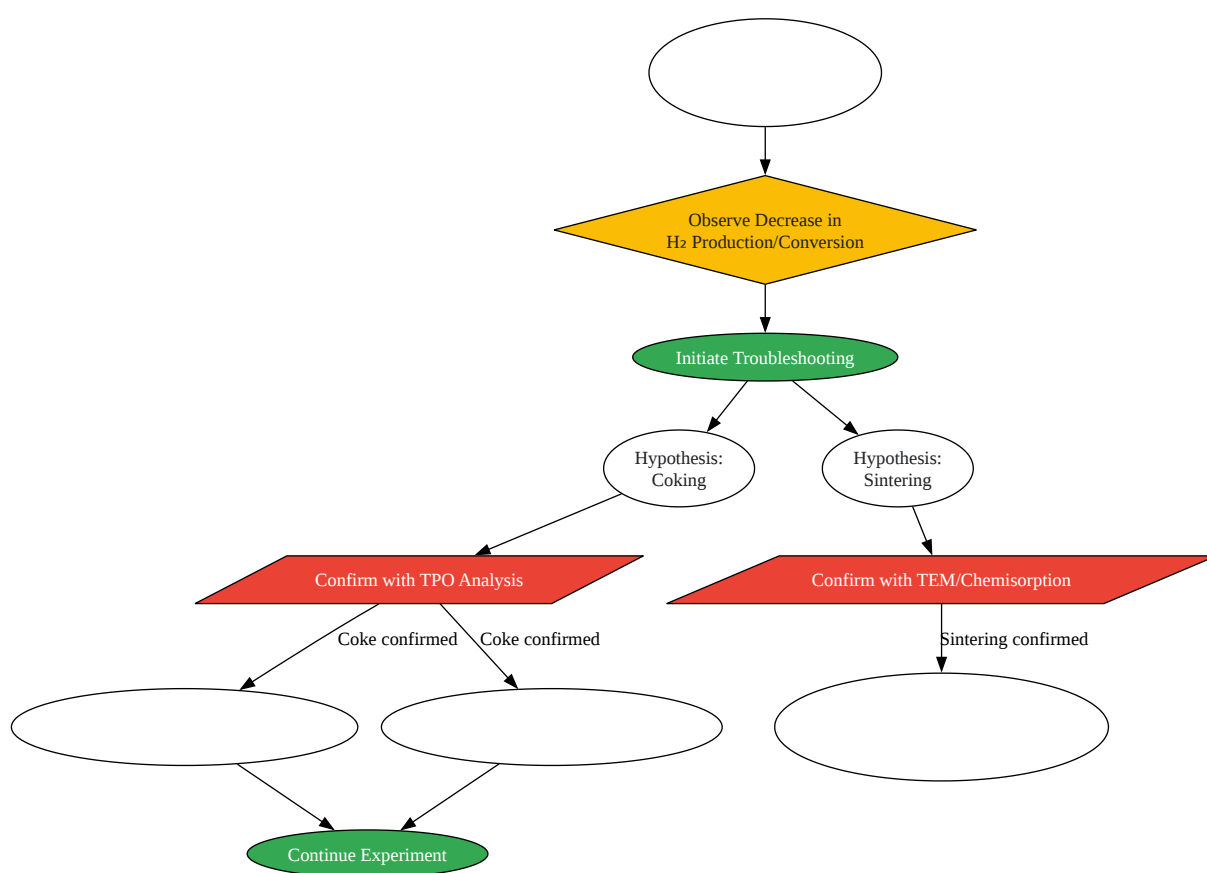 Observe Decrease in
H₂ Production/Conversion
Initiate Troubleshooting
Hypothesis:
Coking
Hypothesis:
Sintering
Confirm with TPO Analysis
Confirm with TEM/Chemisorption
Coke confirmed
Coke confirmed
Sintering confirmed
Continue Experiment